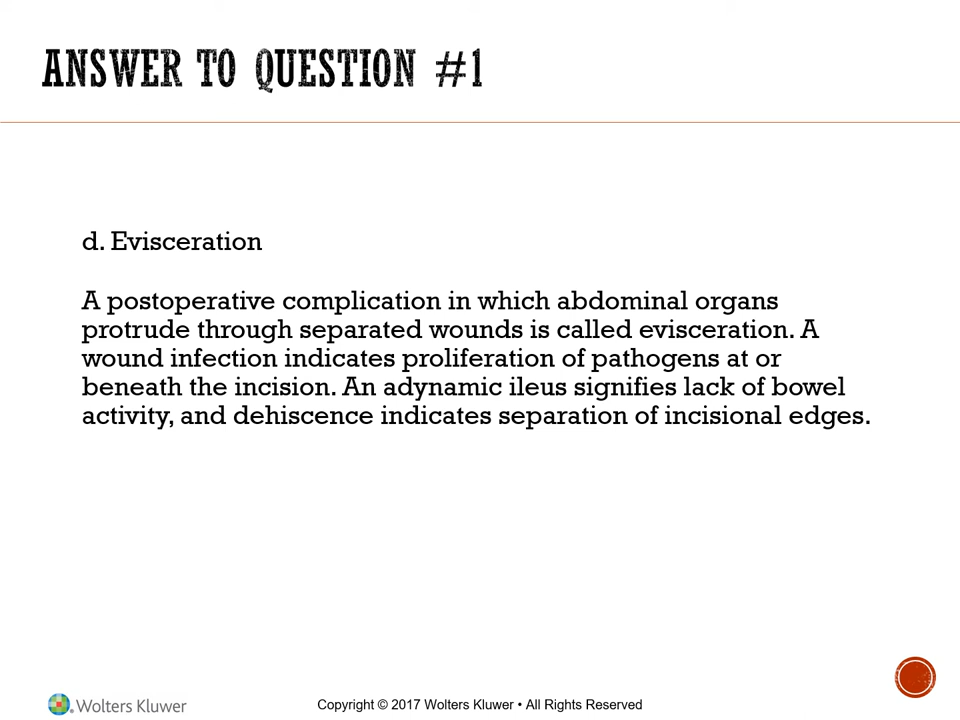 ANSWER TO QUESTION #1
d. Evisceration
A postoperative complication in which abdominal organs
protrude through separated wounds is called evisceration. A
wound infection indicates proliferation of pathogens at or
beneath the incision. An adynamic ileus signifies lack of bowel
activity, and dehiscence indicates separation of incisional edges.
Wolters Kluwer
Copyright © 2017 Wolters Kluwer • All Rights Reserved